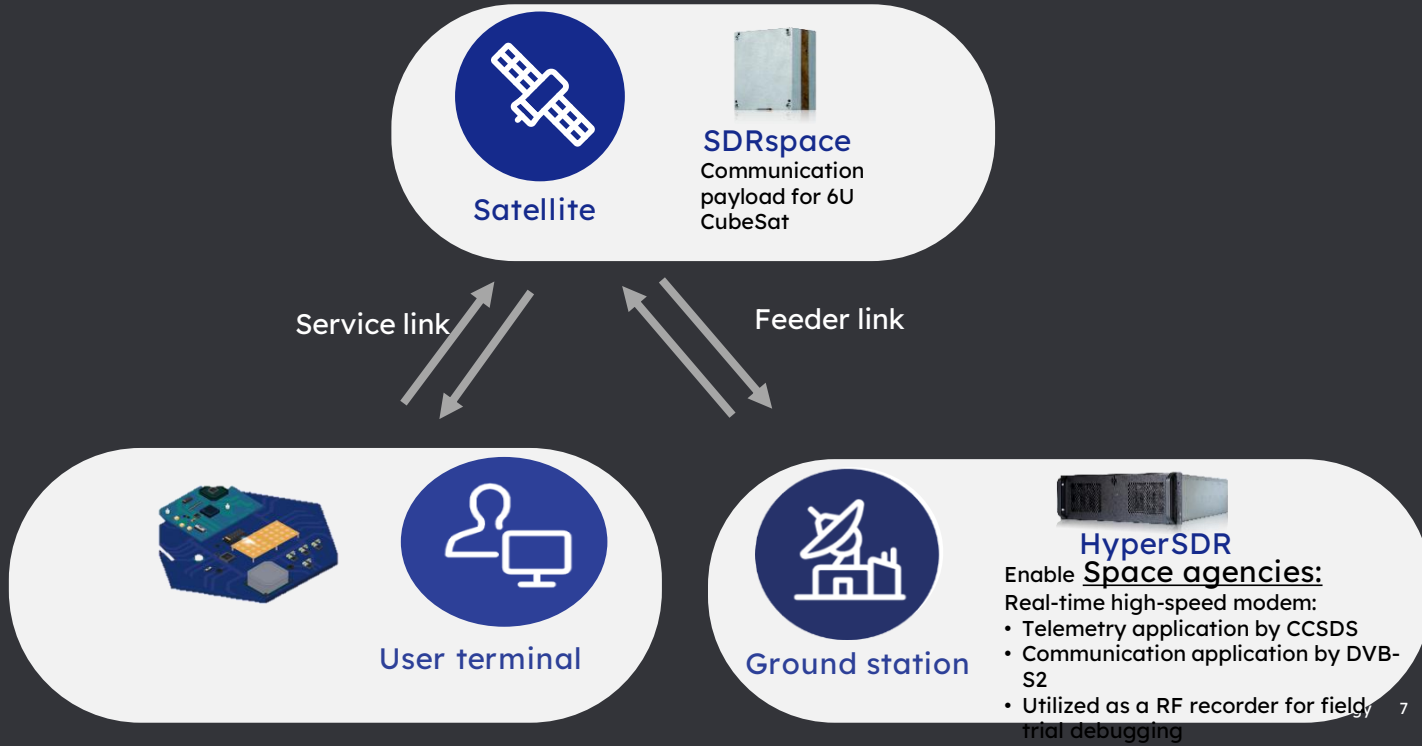 SDRspace
Communication
payload for 6U
CubeSat
Satellite
Service link
Feeder link
HyperSDR
Enable Space agencies:
Real-time high-speed modem:
• Telemetry application by CCSDS
• Communication application by DVB-
S2
• Utilized as a RF recorder for field
trial debugging
User terminal
Ground station
7